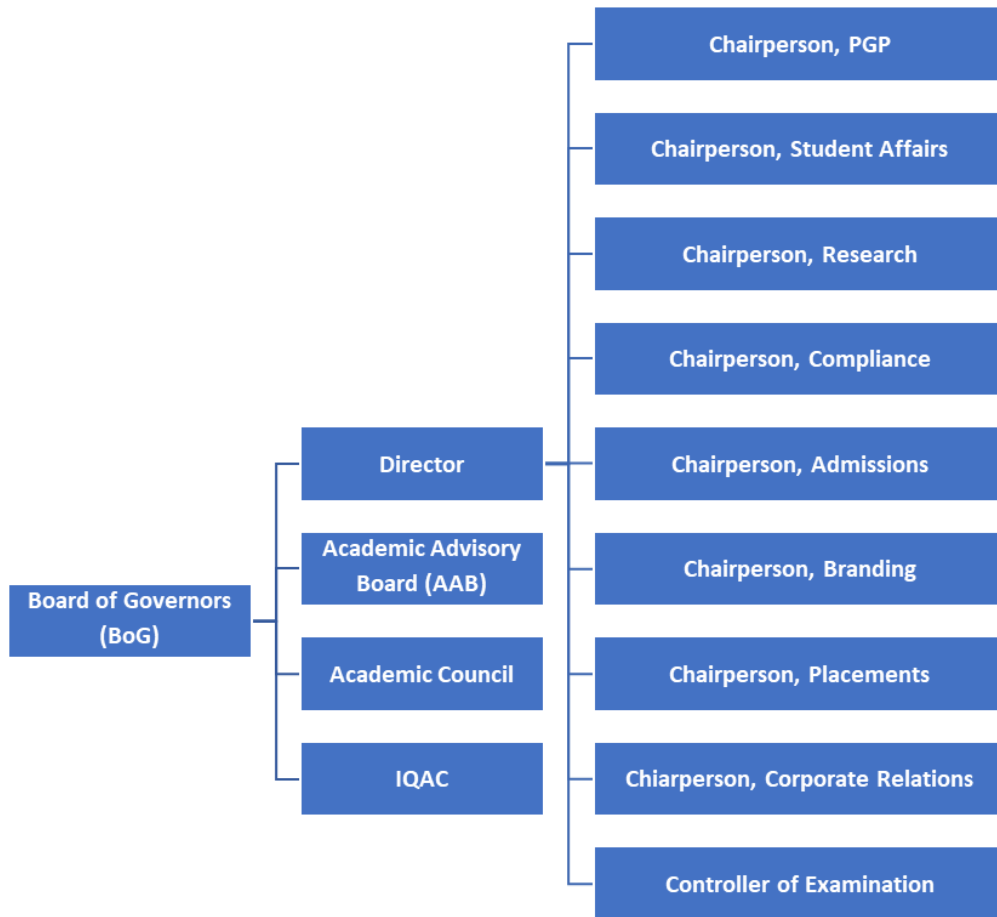 Board of Governors
(BoG)
Director
Academic Advisory
Board (AAB)
Academic Council
IQAC
Chairperson, PGP
Chairperson, Student Affairs
Chairperson, Research
Chairperson, Compliance
Chairperson, Admissions
Chairperson, Branding
Chairperson, Placements
Chiarperson, Corporate Relations
Controller of Examination